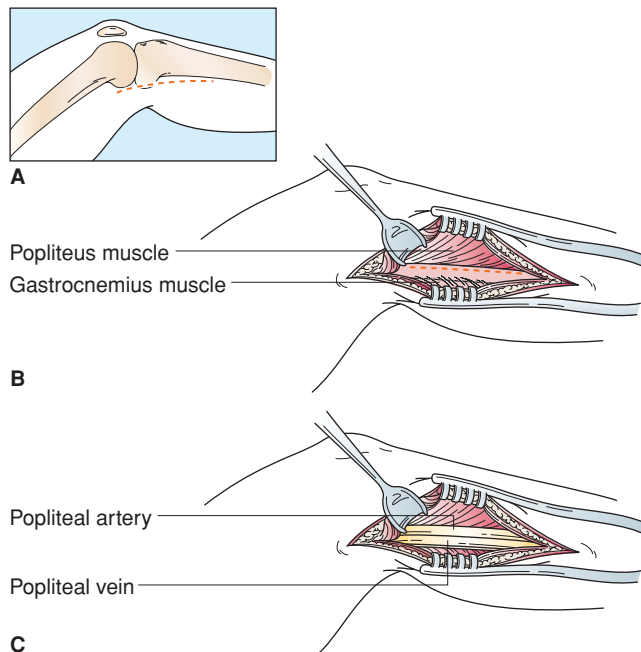 A
Popliteus muscle
Gastrocnemius muscle
B
Popliteal artery
Popliteal vein
C